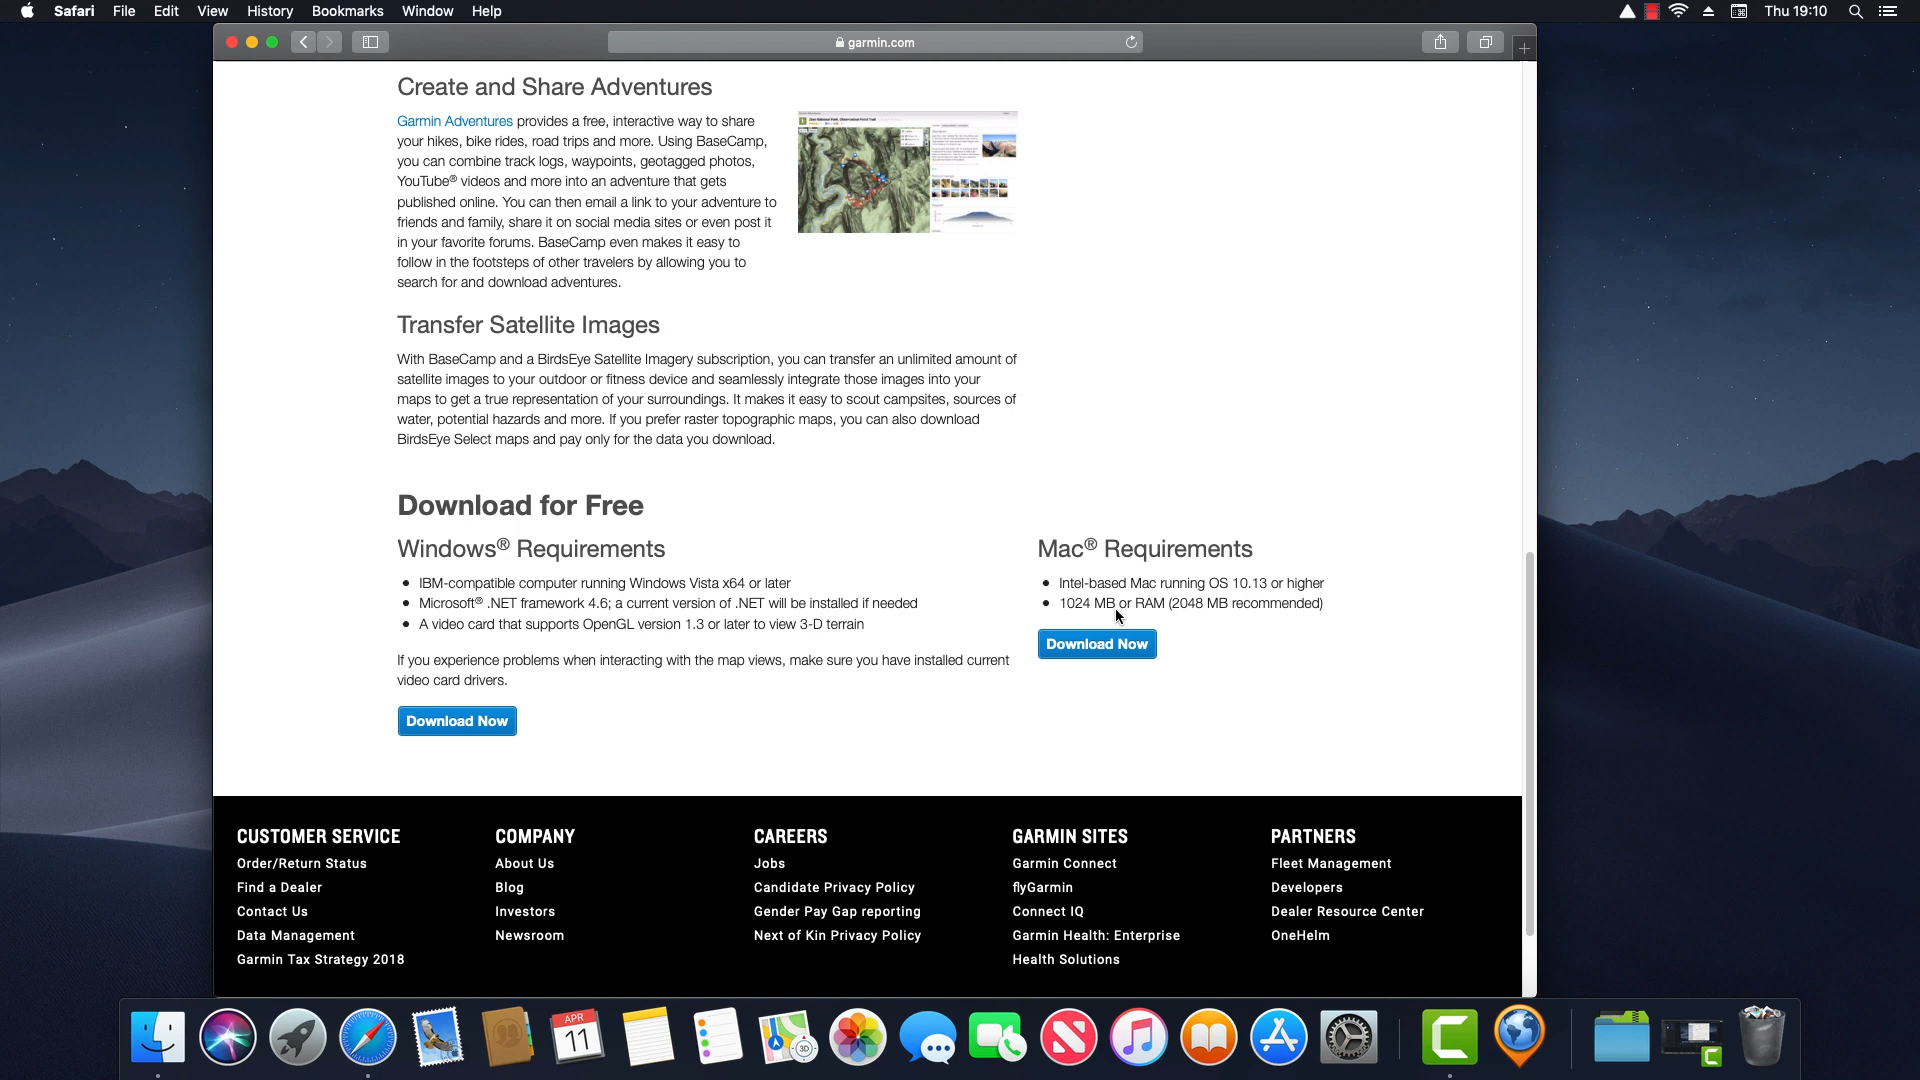 Safari File Edit View History Bookmarks Window Help
Thu 19:10
garmin.com
Create and Share Adventures
Garmin Adventures provides a free, interactive way to share
your hikes, bike rides, road trips and more. Using BaseCamp,
you can combine track logs, waypoints, geotagged photos,
YouTube® videos and more into an adventure that gets
published online. You can then email a link to your adventure to
friends and family, share it on social media sites or even post it
in your favorite forums. BaseCamp even makes it easy to
follow in the footsteps of other travelers by allowing you to
search for and download adventures.
Transfer Satellite Images
With BaseCamp and a BirdsEye Satellite Imagery subscription, you can transfer an unlimited amount of
satellite images to your outdoor or fitness device and seamlessly integrate those images into your
maps to get a true representation of your surroundings. It makes it easy to scout campsites, sources of
water, potential hazards and more. If you prefer raster topographic maps, you can also download
BirdsEye Select maps and pay only for the data you download.
Download for Free
Windows® Requirements
IBM-compatible computer running Windows Vista x64 or later
Microsoft® .NET framework 4.6; a current version of .NET will be installed if needed
A video card that supports OpenGL version 1.3 or later to view 3-D terrain
If you experience problems when interacting with the map views, make sure you have installed current
video card drivers.
Download Now
Mac® Requirements
Intel-based Mac running OS 10.13 or higher
1024 MB or RAM (2048 MB recommended)
Download Now
CUSTOMER SERVICE
Order/Return Status
Find a Dealer
Contact Us
Data Management
Garmin Tax Strategy 2018
COMPANY
About Us
Blog
Investors
Newsroom
CAREERS
Jobs
Candidate Privacy Policy
Gender Pay Gap reporting
Next of Kin Privacy Policy
GARMIN SITES
Garmin Connect
flyGarmin
Connect IQ
Garmin Health: Enterprise
Health Solutions
PARTNERS
Fleet Management
Developers
Dealer Resource Center
OneHelm
APR
11
3D